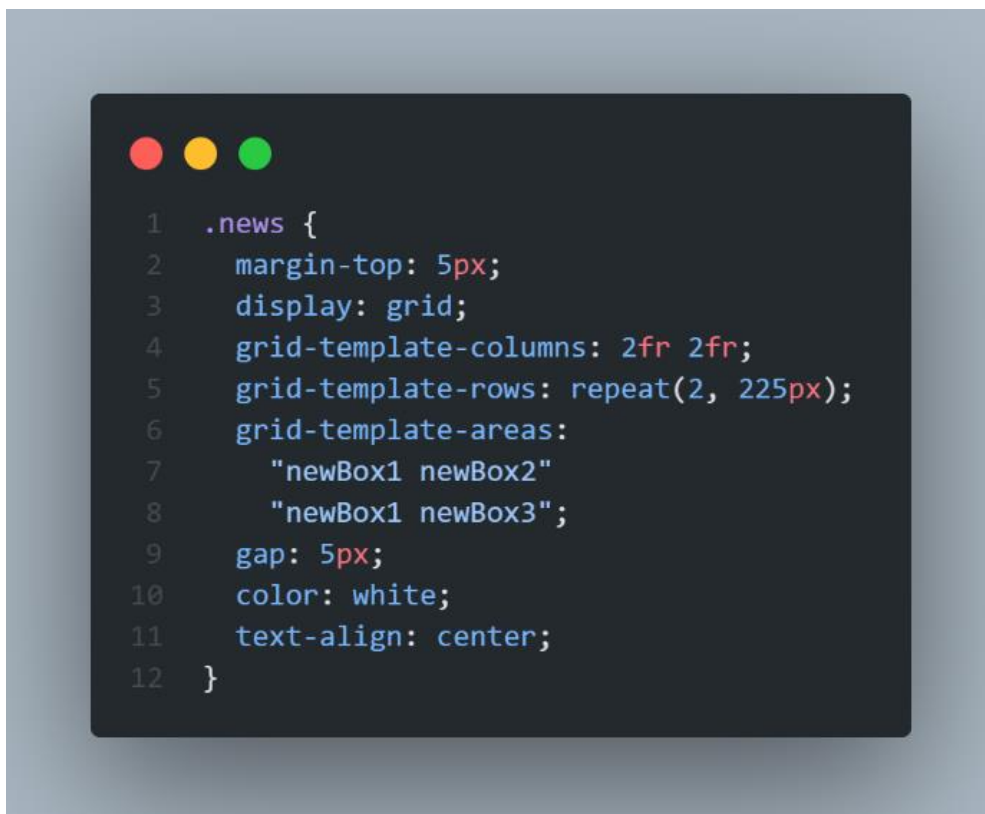 1 .news {
2 margin-top: 5px;
3 display: grid;
4 grid-template-columns: 2fr 2fr;
5 grid-template-rows: repeat(2, 225px);
6 grid-template-areas:
7 "newBox1 newBox2"
8 "newBox1 newBox3";
9 gap: 5px;
10 color: white;
11 text-align: center;
12 }